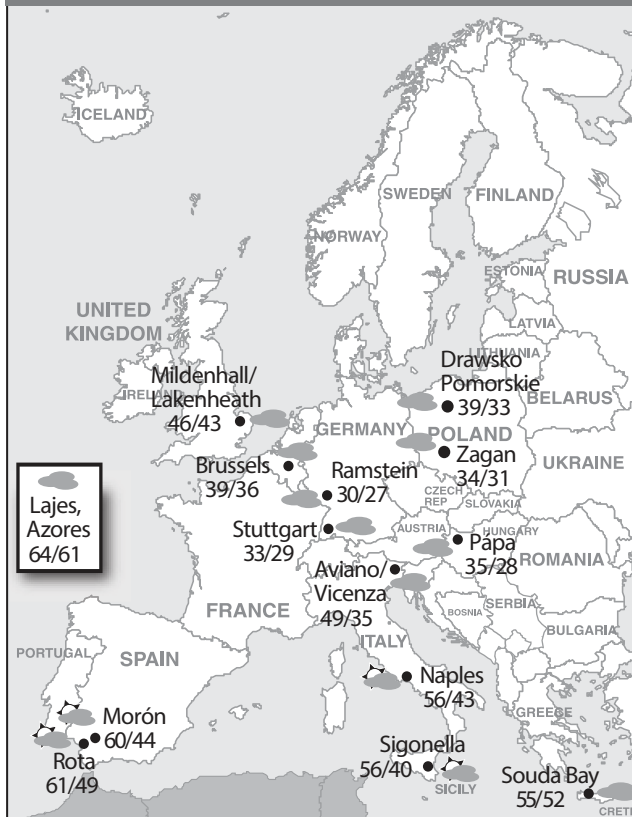 ICELAND
SWEDEN
FINLAND
NORWAY
ESTONIA
RUSSIA
LATVIA
LITHUANIA
UNITED
KINGDOM
IRELAND
Mildenhall/
Lakenheath
46/43
Drawsko
Pomorskie
39/33
BELARUS
GERMANY
POLAND
Zagan
34/31
UKRAINE
Brussels
39/36
Ramstein
30/27
CZECH
REP
SLOVAKIA
Lajes,
Azores
64/61
Stuttgart
33/29
AUSTRIA
HUNGARY
Pápa
35/28
ROMANIA
Aviano/
Vicenza
49/35
FRANCE
BOSNIA
SERBIA
BULGARIA
ITALY
PORTUGAL
SPAIN
Naples
56/43
GREECE
Morón
60/44
Rota
61/49
Sigonella
56/40
SICILY
Souda Bay
55/52
CRETE